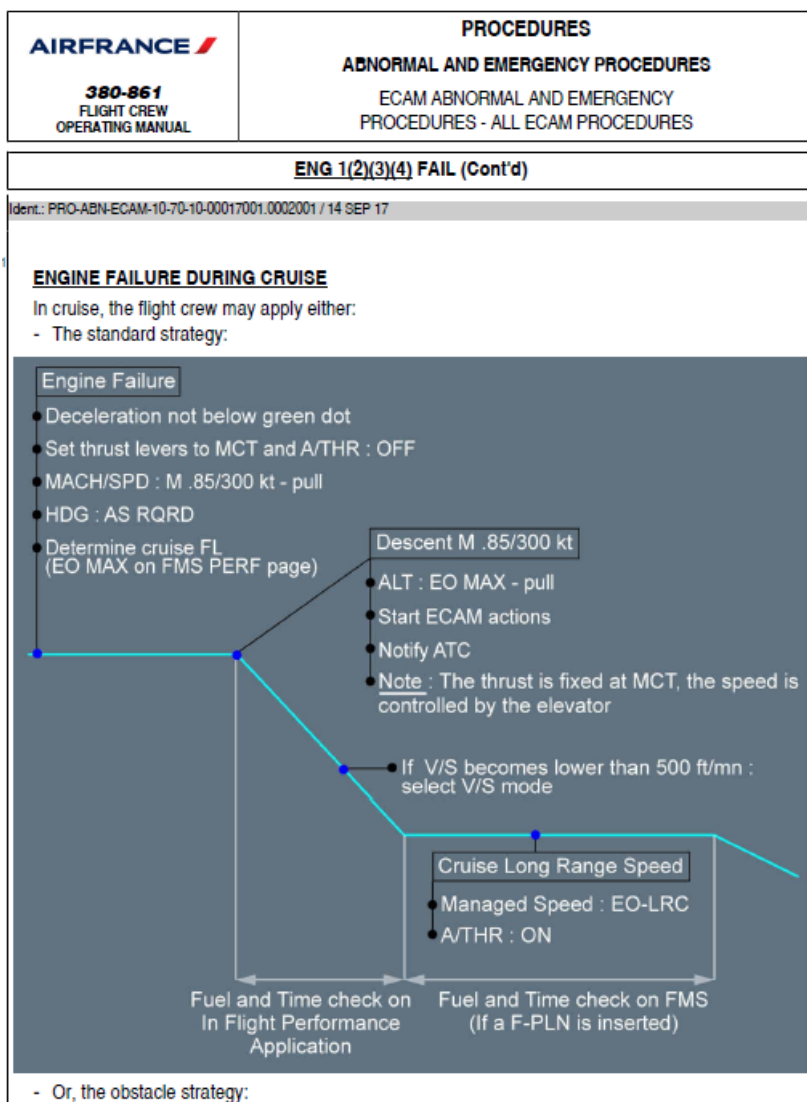 AIRFRANCE
380-861
FLIGHT CREW
OPERATING MANUAL
PROCEDURES
ABNORMAL AND EMERGENCY PROCEDURES
ECAM ABNORMAL AND EMERGENCY
PROCEDURES - ALL ECAM PROCEDURES
ENG 1(2)(3)(4) FAIL (Cont'd)
Ident.: PRO-ABN-ECAM-10-70-10-00017001.0002001 / 14 SEP 17
1
ENGINE FAILURE DURING CRUISE
In cruise, the flight crew may apply either:
- The standard strategy:
Engine Failure
Deceleration not below green dot
Set thrust levers to MCT and A/THR : OFF
MACH/SPD : M .85/300 kt - pull
HDG : AS RQRD
Determine cruise FL
(EO MAX on FMS PERF page)
Descent M .85/300 kt
ALT : EO MAX - pull
Start ECAM actions
Notify ATC
Note : The thrust is fixed at MCT, the speed is
controlled by the elevator
If V/S becomes lower than 500 ft/mn :
select V/S mode
Cruise Long Range Speed
Managed Speed : EO-LRC
A/THR : ON
Fuel and Time check on
In Flight Performance
Application
Fuel and Time check on FMS
(If a F-PLN is inserted)
- Or, the obstacle strategy: